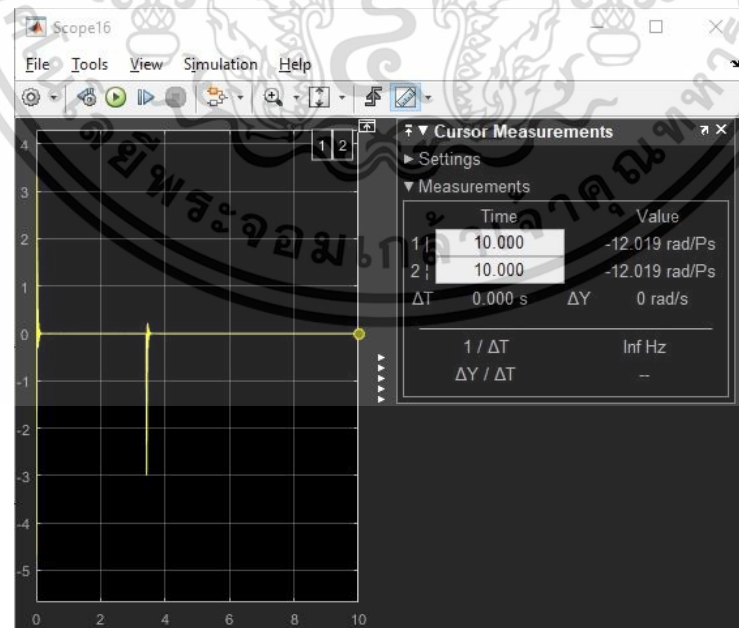 Scope16
File Tools View Simulation Help
1 2
4
3
2
1
0
-1
-2
-3
-4
-5
0 2 4 6 8 10
Cursor Measurements
Settings
Measurements
Time Value
1 10.000 -12.019 rad/Ps
2 10.000 -12.019 rad/Ps
ΔT 0.000 s ΔY 0 rad/s
1 / ΔT Inf Hz
ΔY / ΔT --